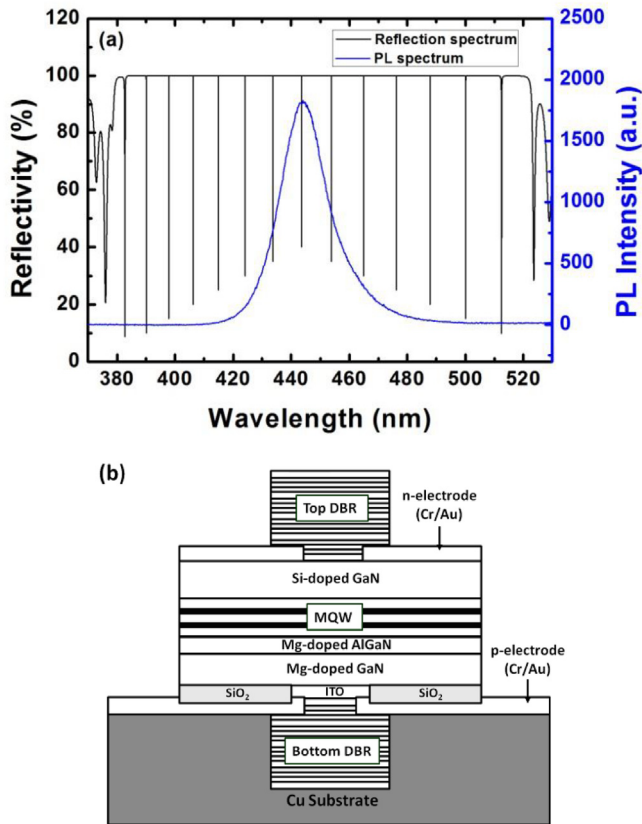 (a)
Reflection spectrum
PL spectrum
120
100
80
60
40
20
0
Reflectivity (%)
2500
2000
1500
1000
500
0
PL Intensity (a.u.)
380 400 420 440 460 480 500 520
Wavelength (nm)
(b)
Top DBR
n-electrode
(Cr/Au)
Si-doped GaN
MQW
Mg-doped AlGaN
Mg-doped GaN
p-electrode
(Cr/Au)
SiO₂ ITO SiO₂
Bottom DBR
Cu Substrate